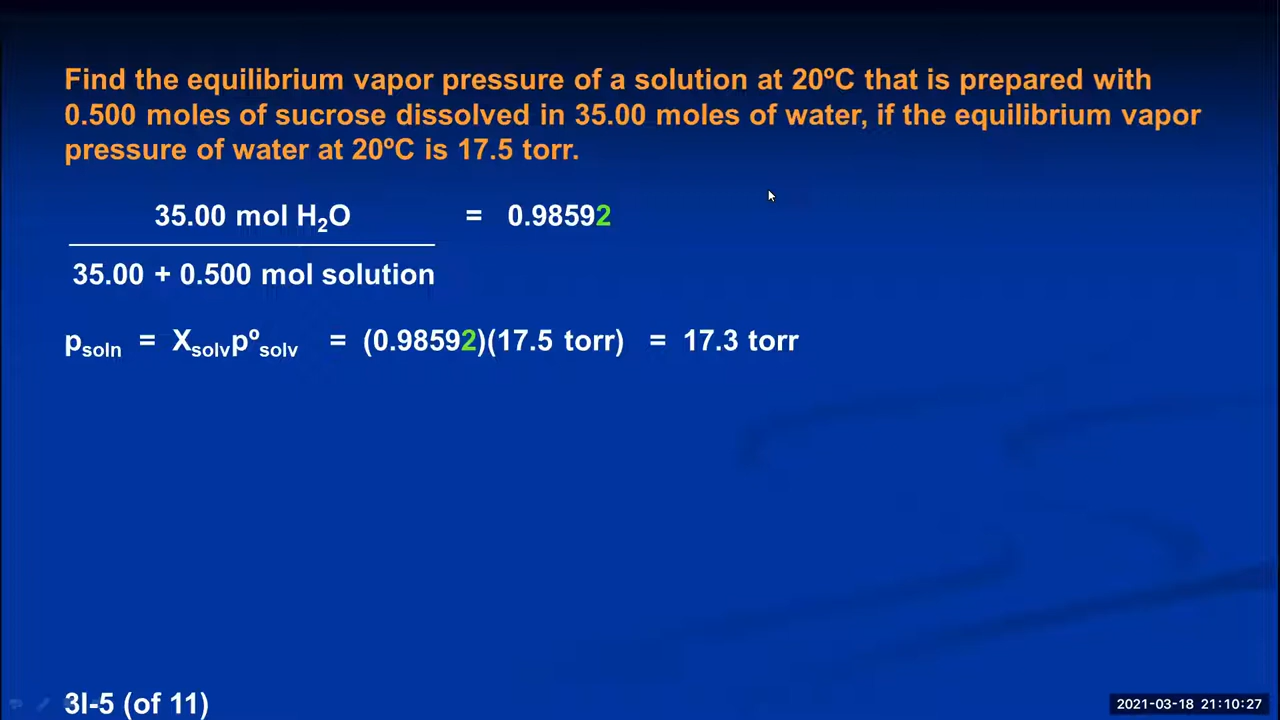 Find the equilibrium vapor pressure of a solution at 20ºC that is prepared with
0.500 moles of sucrose dissolved in 35.00 moles of water, if the equilibrium vapor
pressure of water at 20ºC is 17.5 torr.
35.00 mol H₂O = 0.98592
35.00 + 0.500 mol solution
psoln = Xsolvpºsolv = (0.98592)(17.5 torr) = 17.3 torr
3I-5 (of 11)
2021-03-18 21:10:27